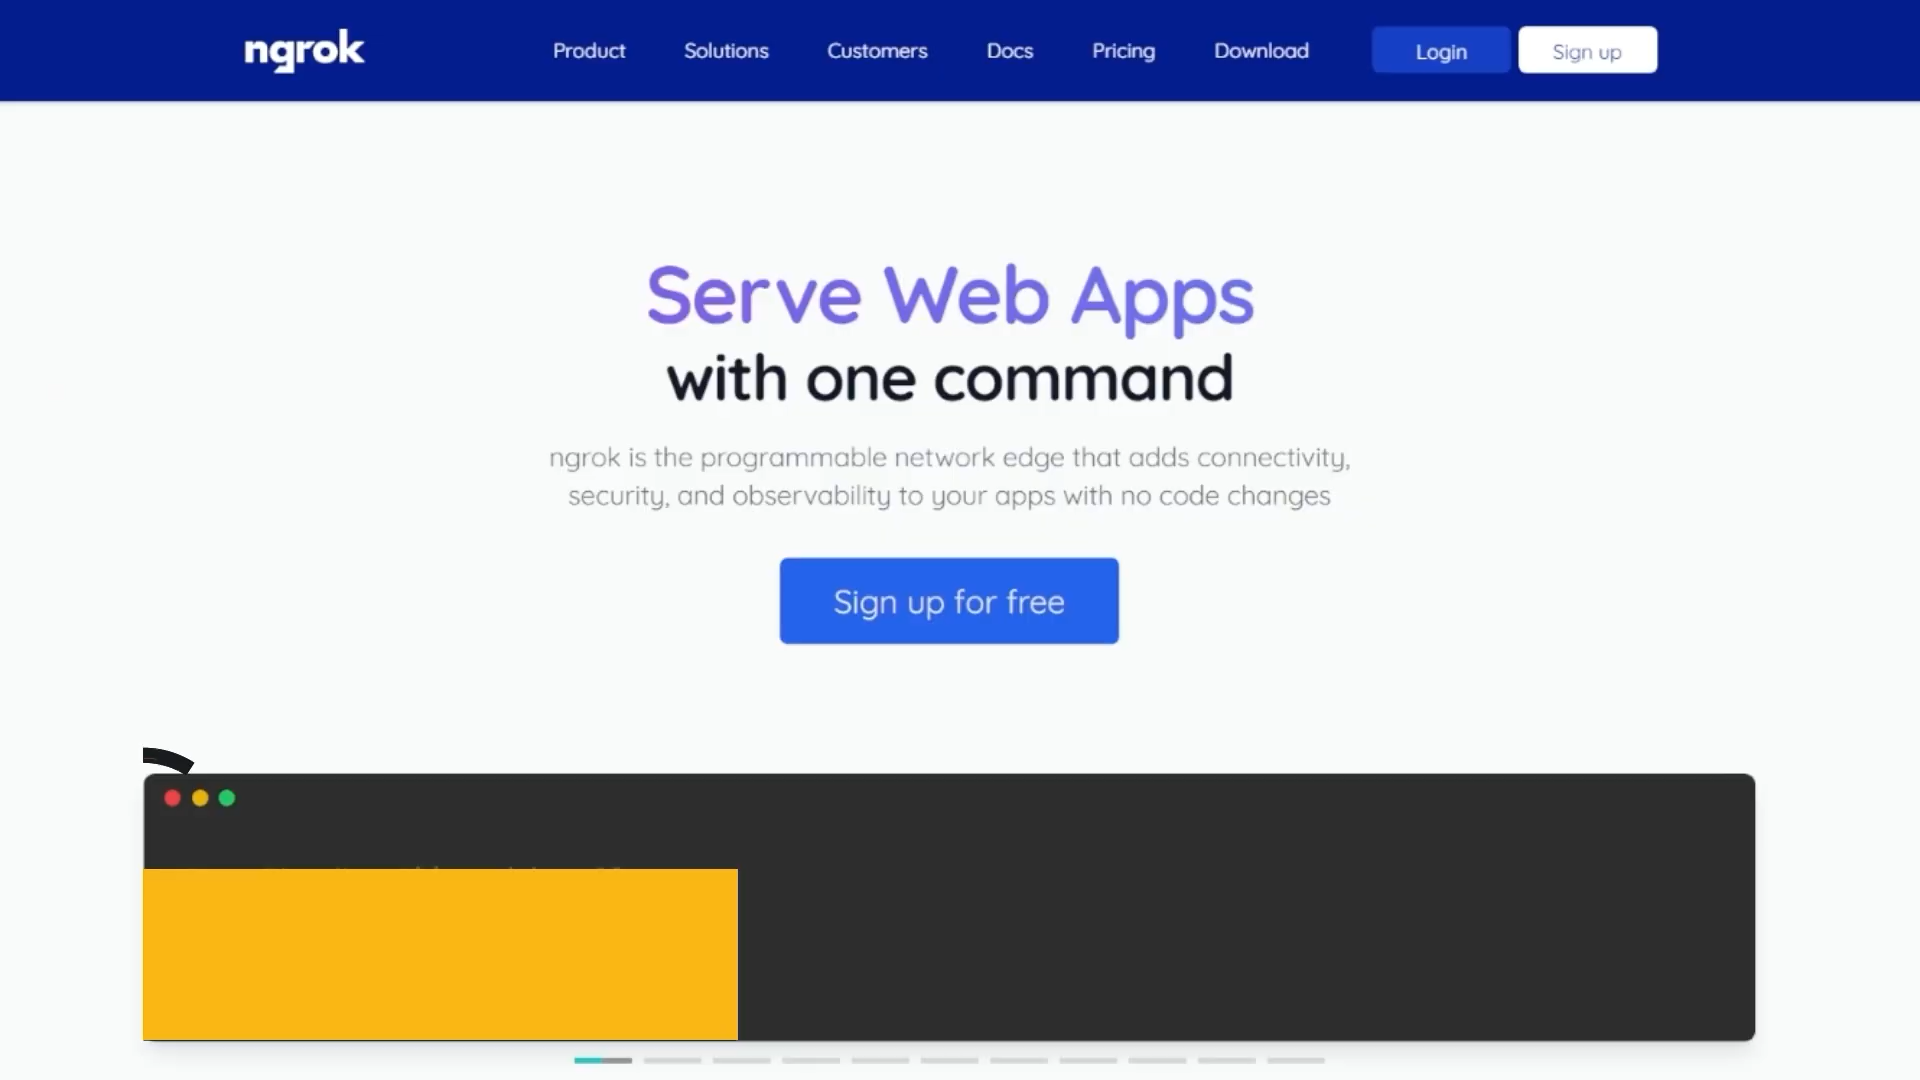 ngrok
Product Solutions Customers Docs Pricing Download Login Sign up
Serve Web Apps
with one command
ngrok is the programmable network edge that adds connectivity,
security, and observability to your apps with no code changes
Sign up for free